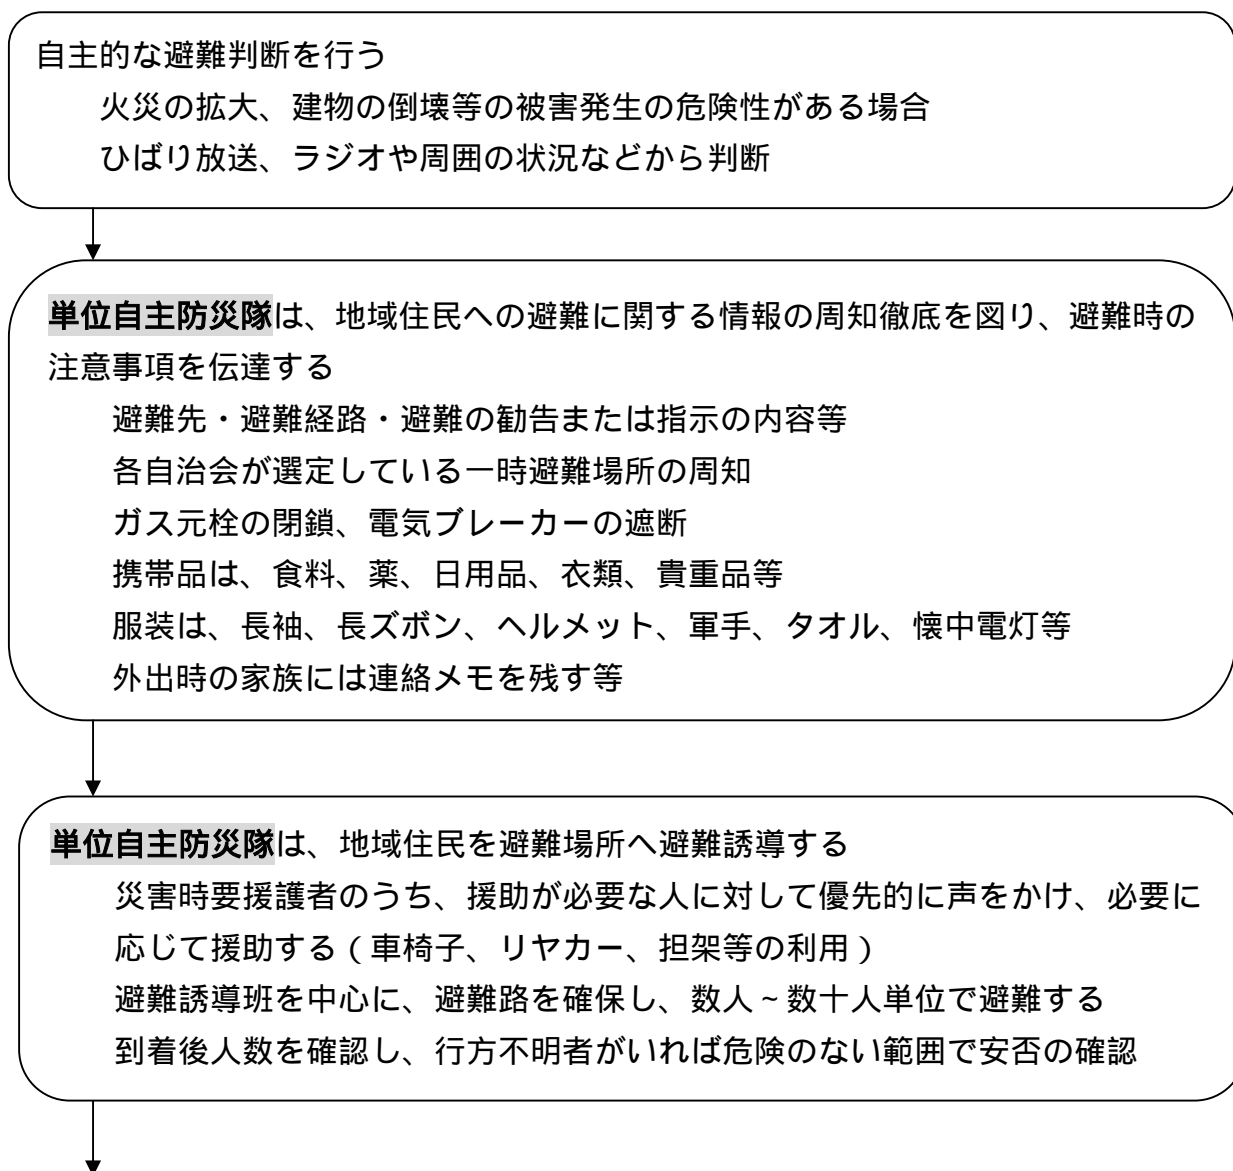 自主的な避難判断を行う
火災の拡大、建物の倒壊等の被害発生の危険性がある場合
ひばり放送、ラジオや周囲の状況などから判断
単位自主防災隊は、地域住民への避難に関する情報の周知徹底を図り、避難時の
注意事項を伝達する
避難先・避難経路・避難の勧告または指示の内容等
各自治会が選定している一時避難場所の周知
ガス元栓の閉鎖、電気ブレーカーの遮断
携帯品は、食料、薬、日用品、衣類、貴重品等
服装は、長袖、長ズボン、ヘルメット、軍手、タオル、懐中電灯等
外出時の家族には連絡メモを残す等
単位自主防災隊は、地域住民を避難場所へ避難誘導する
災害時要援護者のうち、援助が必要な人に対して優先的に声をかけ、必要に
応じて援助する（車椅子、リヤカー、担架等の利用）
避難誘導班を中心に、避難路を確保し、数人～数十人単位で避難する
到着後人数を確認し、行方不明者がいれば危険のない範囲で安否の確認